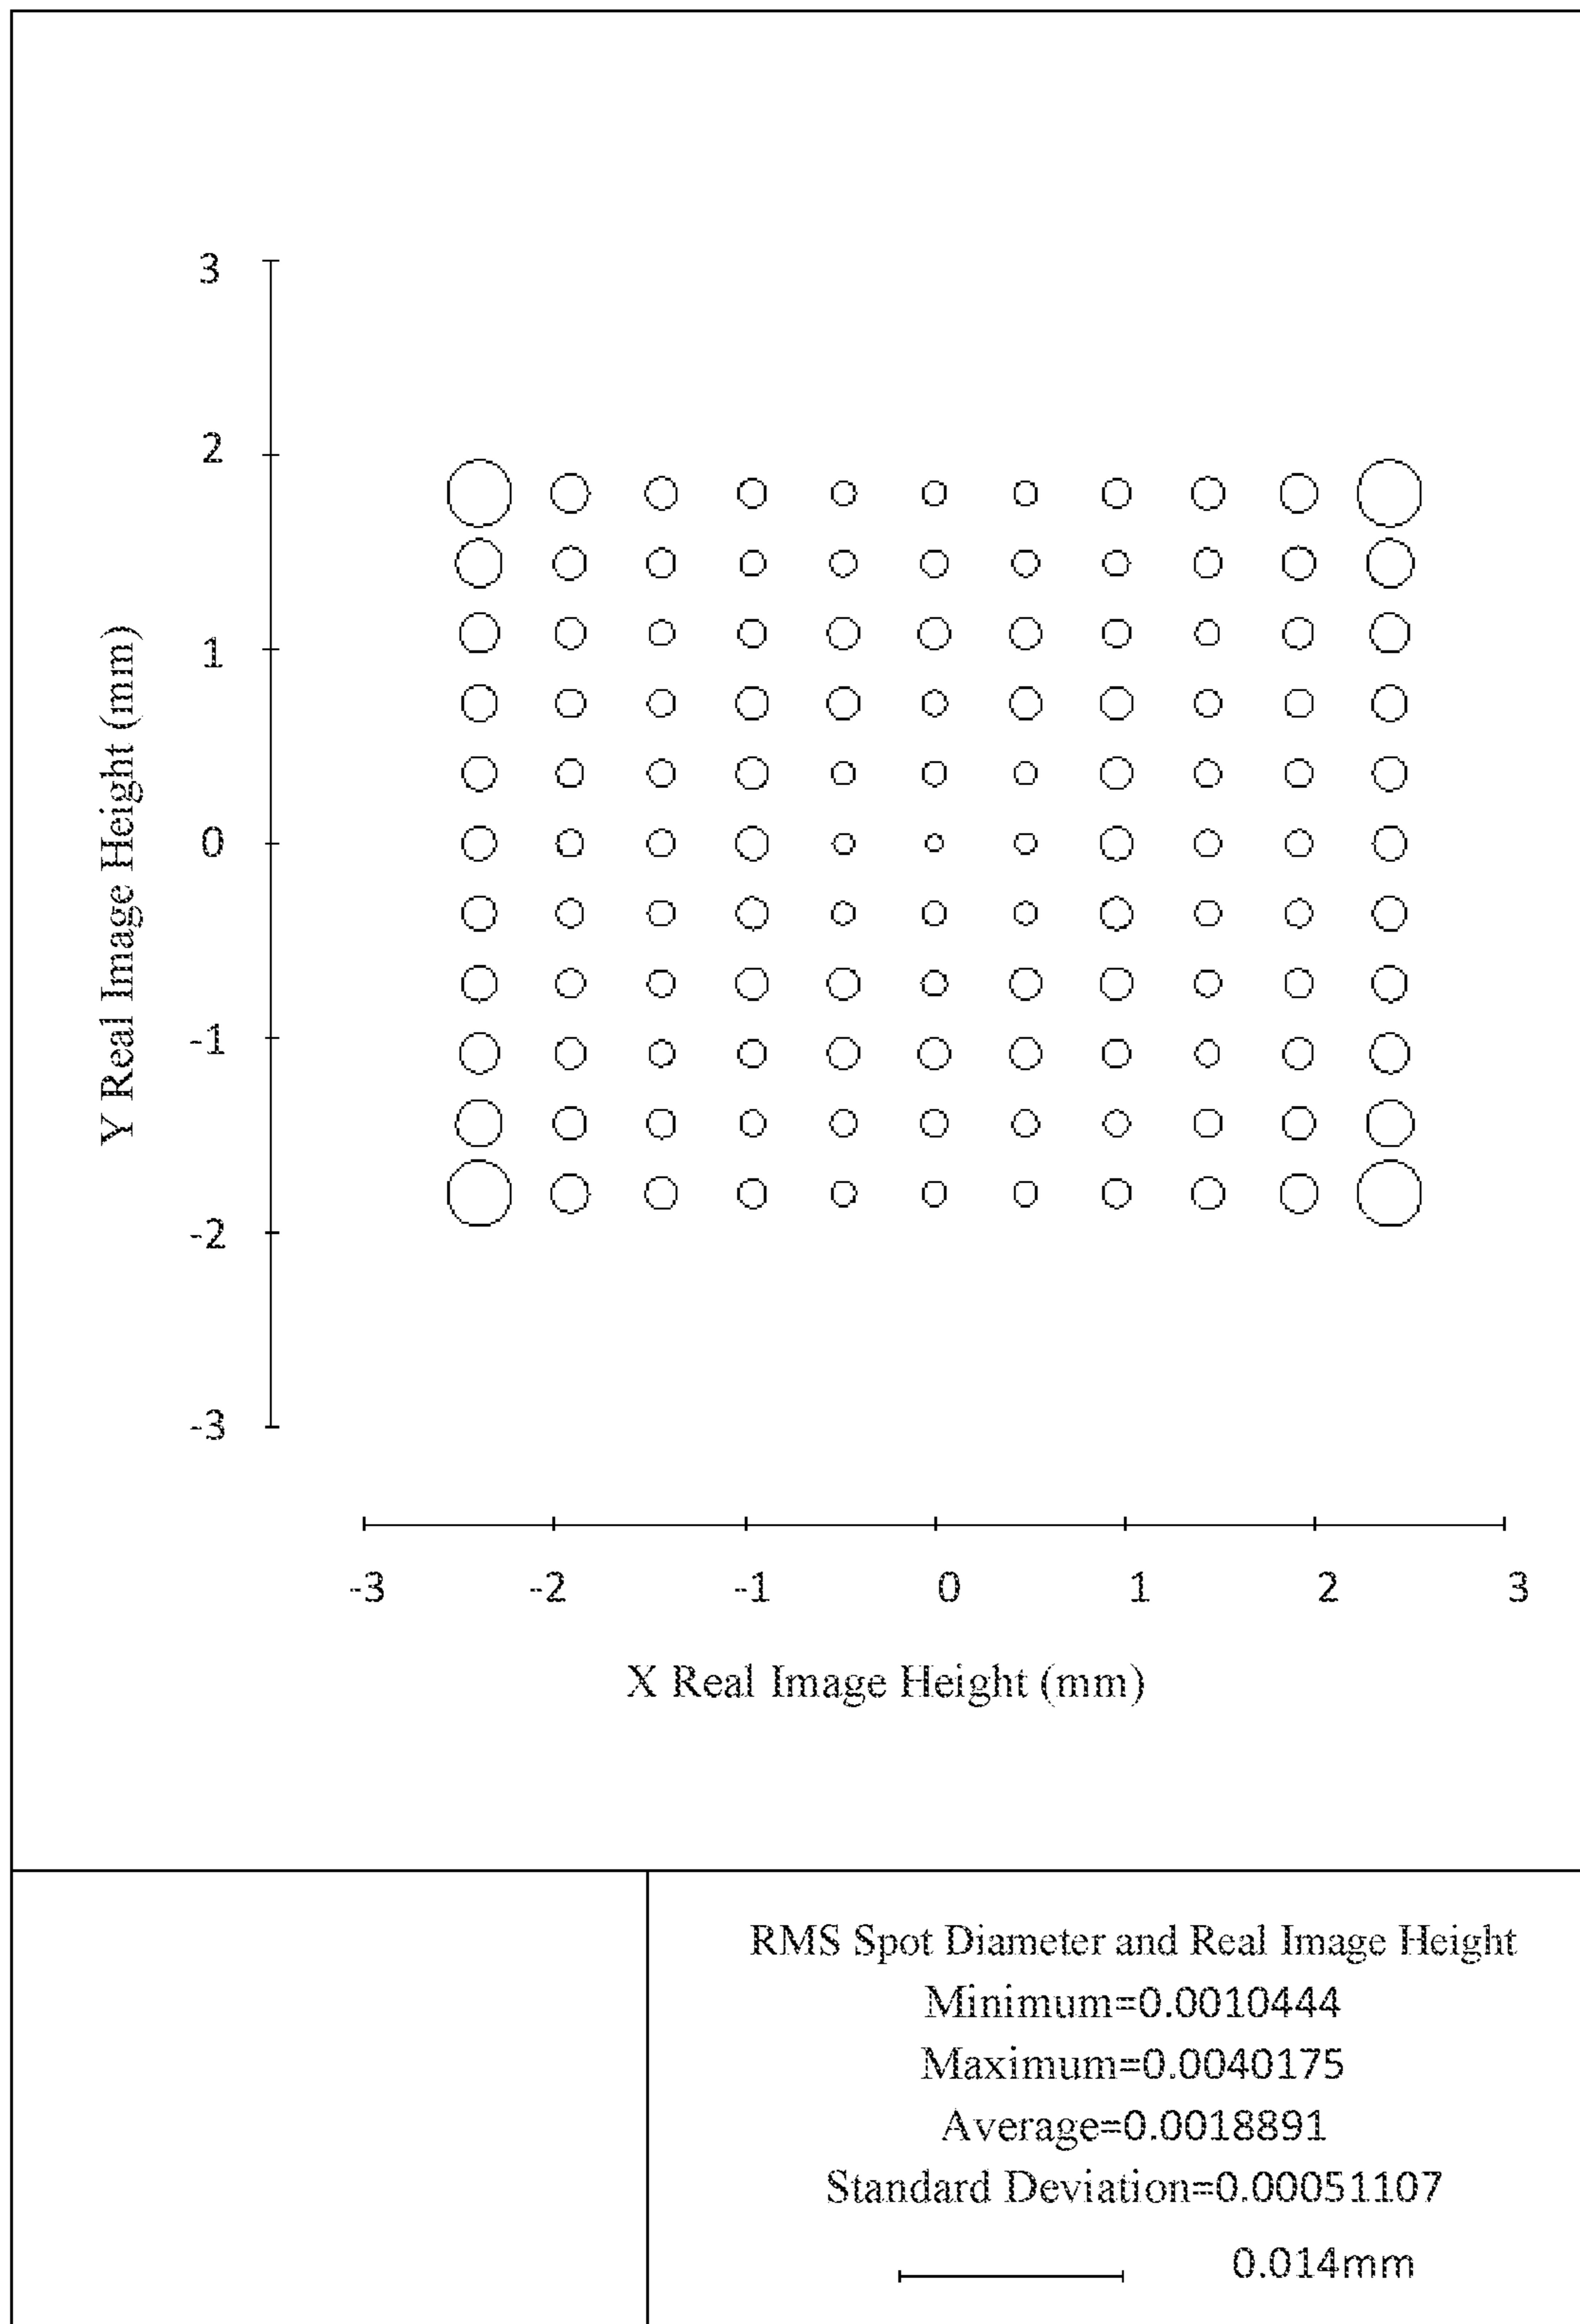 3
2
1
0
-1
-2
-3
Y Real Image Height (mm)
-3 -2 -1 0 1 2 3
X Real Image Height (mm)
RMS Spot Diameter and Real Image Height
Minimum=0.0010444
Maximum=0.0040175
Average=0.0018891
Standard Deviation=0.00051107
0.014mm